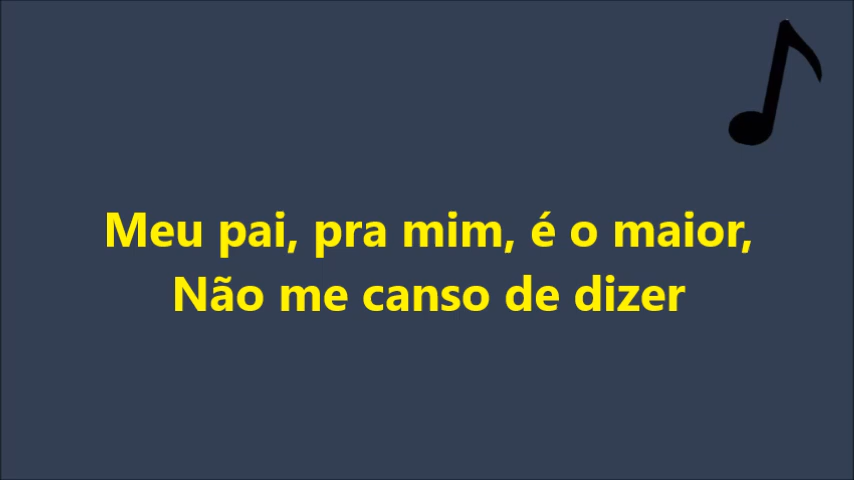 Meu pai, pra mim, é o maior,
Não me canso de dizer